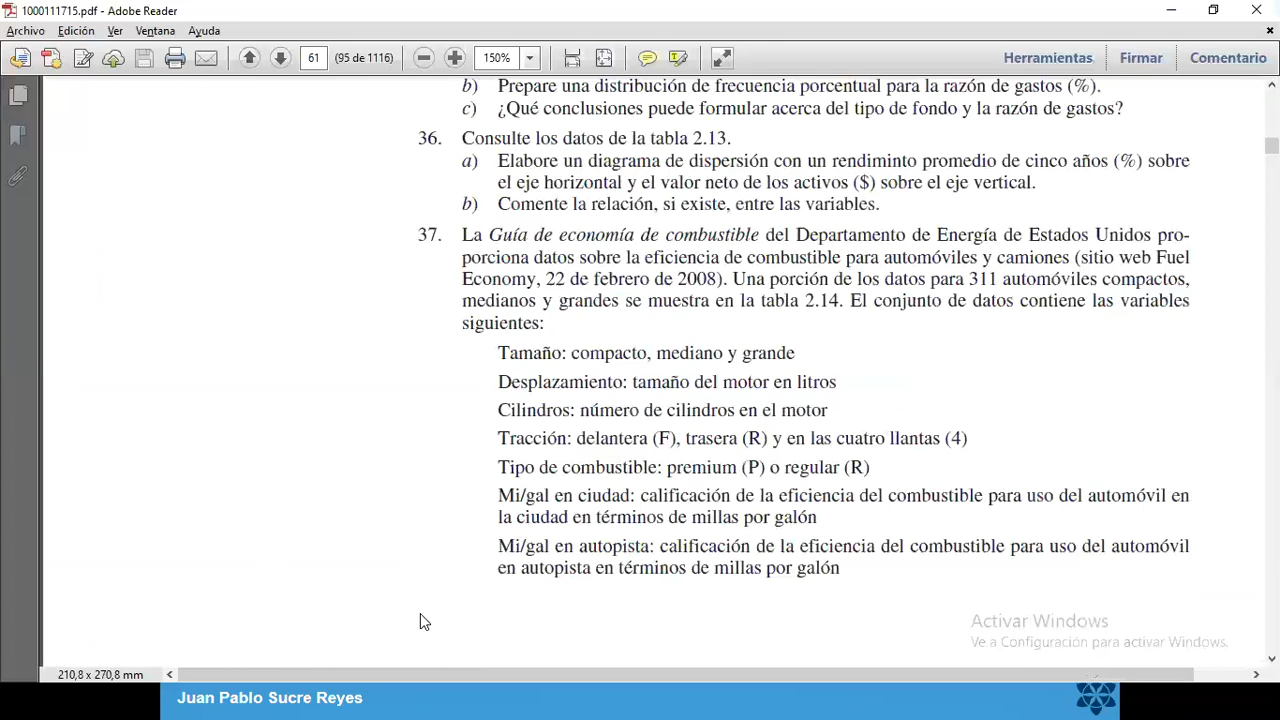 1000111715.pdf - Adobe Reader
Archivo Edición Ver Ventana Ayuda
61 (95 de 1116) 150% Herramientas Firmar Comentario
b) Prepare una distribución de frecuencia porcentual para la razón de gastos (%).
c) ¿Qué conclusiones puede formular acerca del tipo de fondo y la razón de gastos?
36. Consulte los datos de la tabla 2.13.
a) Elabore un diagrama de dispersión con un rendiminto promedio de cinco años (%) sobre
el eje horizontal y el valor neto de los activos ($) sobre el eje vertical.
b) Comente la relación, si existe, entre las variables.
37. La Guía de economía de combustible del Departamento de Energía de Estados Unidos pro-
porciona datos sobre la eficiencia de combustible para automóviles y camiones (sitio web Fuel
Economy, 22 de febrero de 2008). Una porción de los datos para 311 automóviles compactos,
medianos y grandes se muestra en la tabla 2.14. El conjunto de datos contiene las variables
siguientes:
Tamaño: compacto, mediano y grande
Desplazamiento: tamaño del motor en litros
Cilindros: número de cilindros en el motor
Tracción: delantera (F), trasera (R) y en las cuatro llantas (4)
Tipo de combustible: premium (P) o regular (R)
Mi/gal en ciudad: calificación de la eficiencia del combustible para uso del automóvil en
la ciudad en términos de millas por galón
Mi/gal en autopista: calificación de la eficiencia del combustible para uso del automóvil
en autopista en términos de millas por galón
Activar Windows
Ve a Configuración para activar Windows.
210,8 x 270,8 mm
Juan Pablo Sucre Reyes